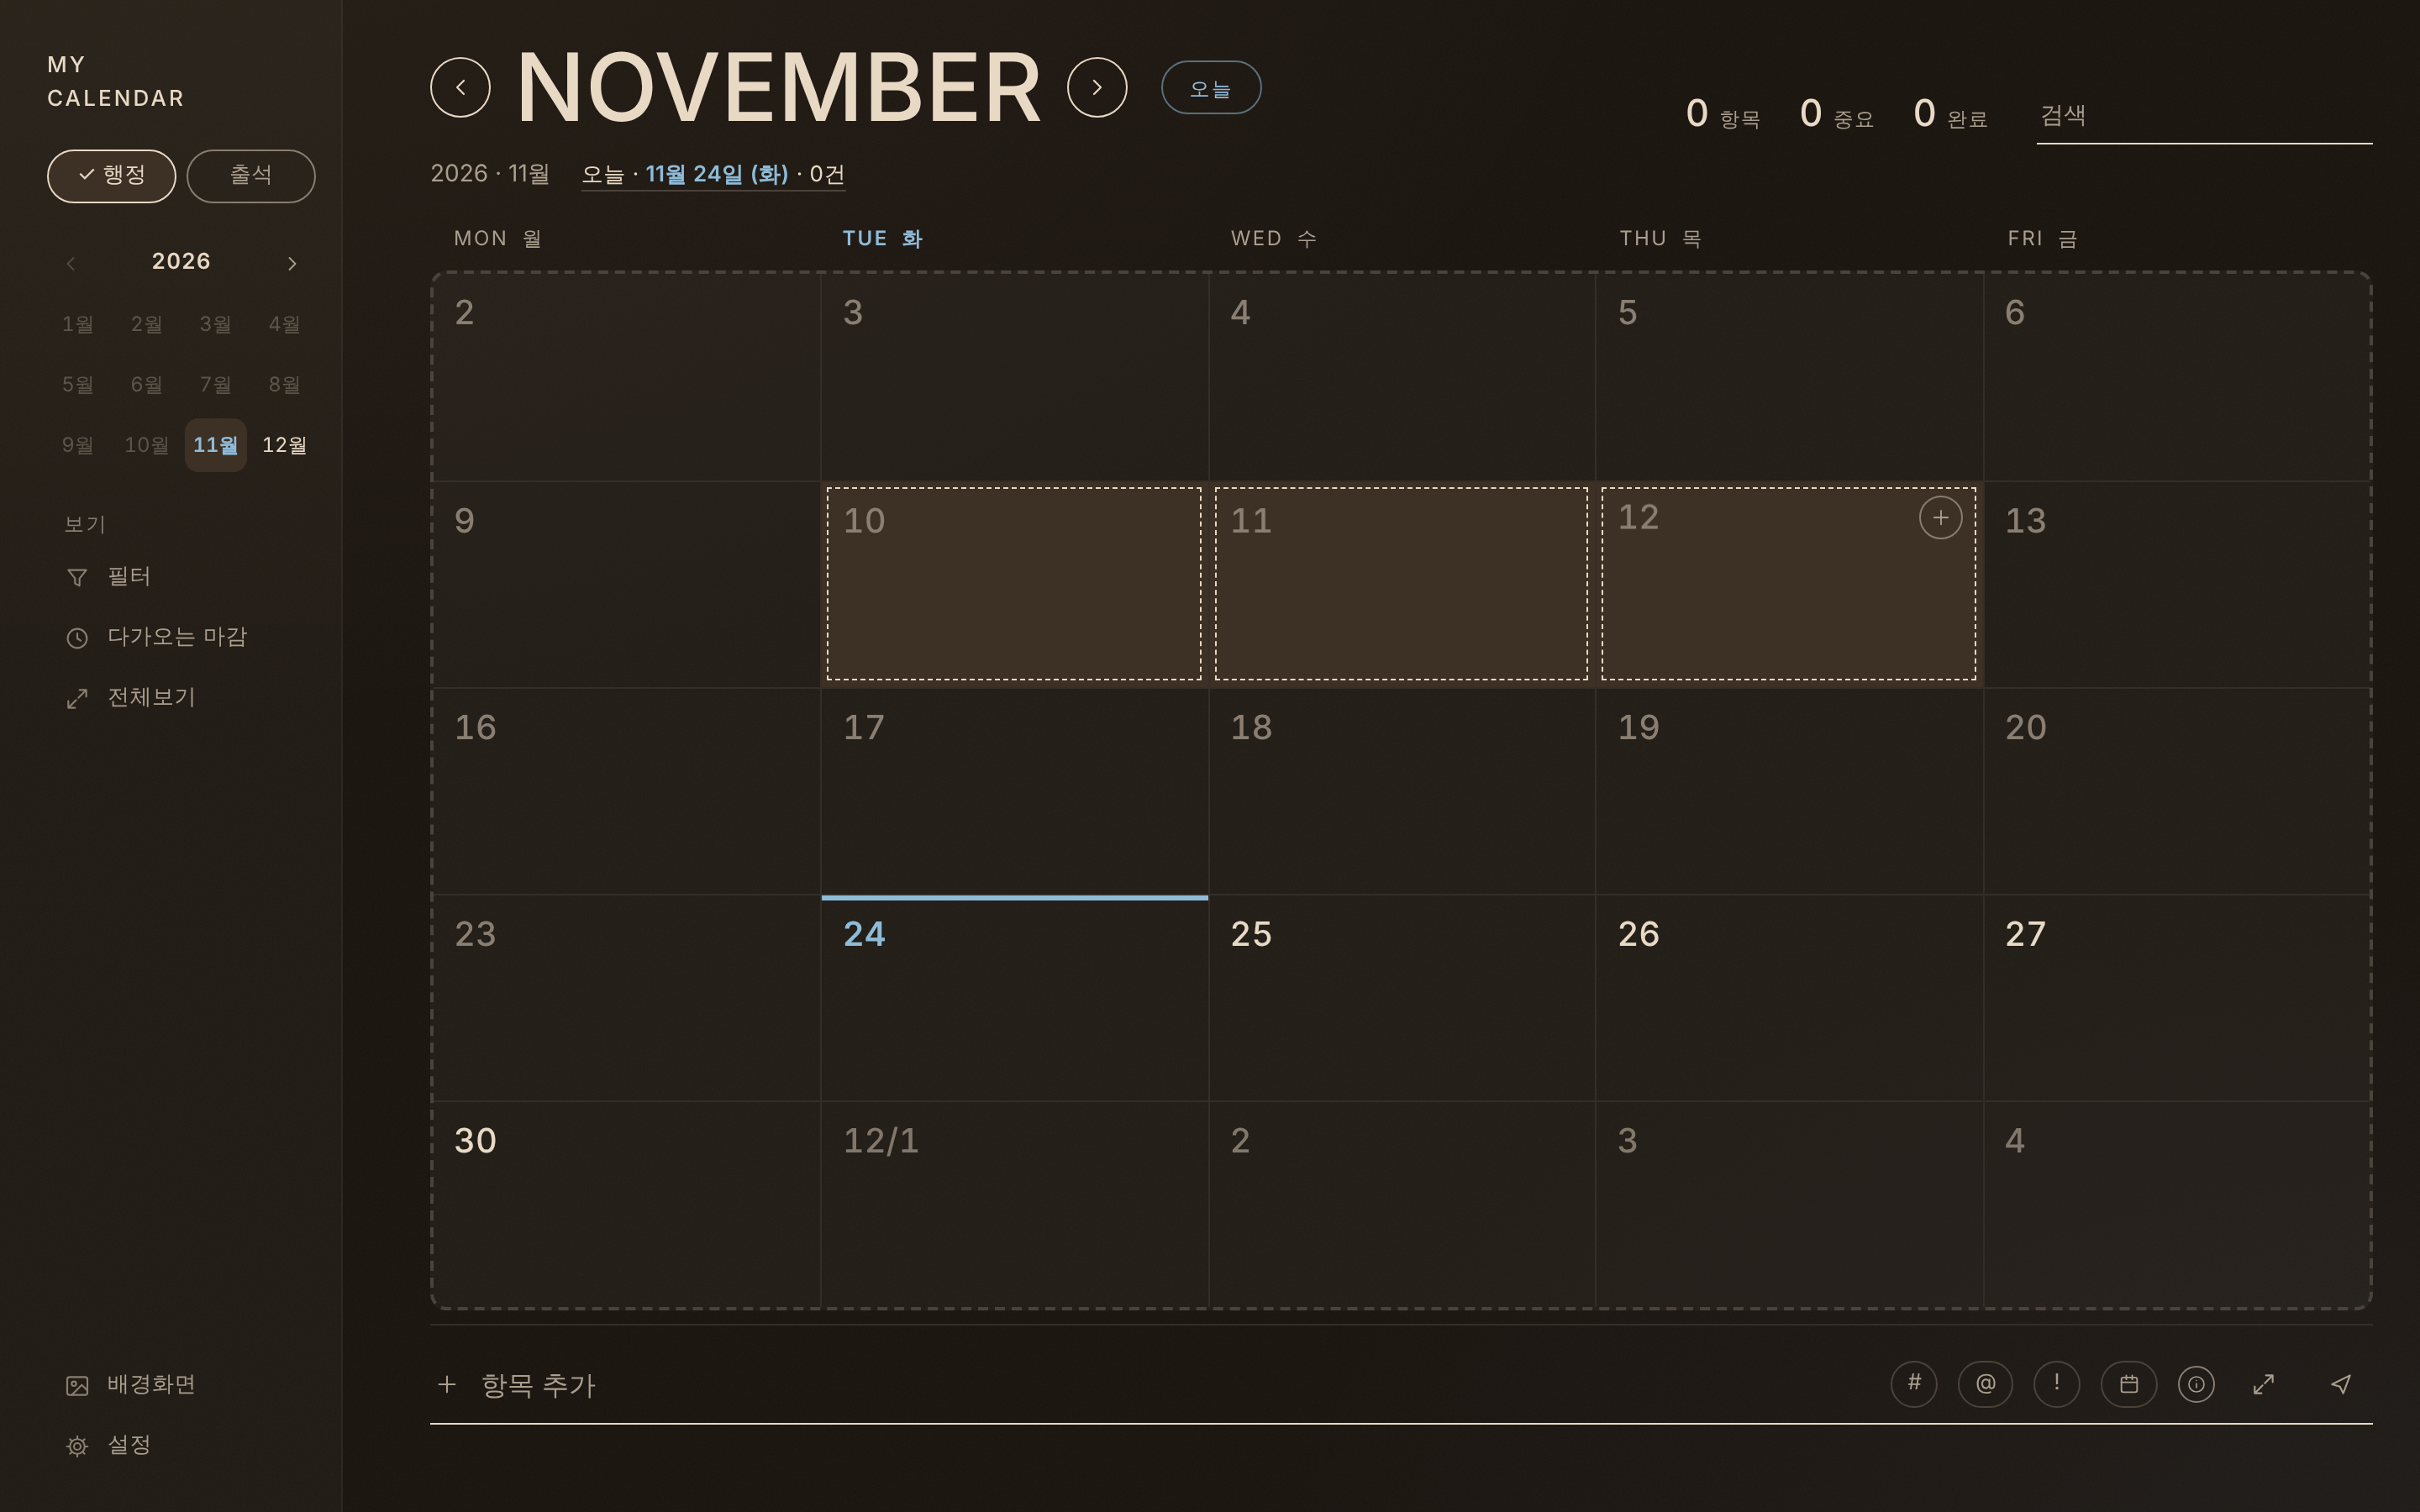 MY
CALENDAR
행정 출석
2026
1월 2월 3월 4월
5월 6월 7월 8월
9월 10월 11월 12월
보기
필터
다가오는 마감
전체보기
배경화면
설정
NOVEMBER 오늘
0 항목 0 중요 0 완료 검색
2026 · 11월 오늘 · 11월 24일 (화) · 0건
MON 월 TUE 화 WED 수 THU 목 FRI 금
2 3 4 5 6
9 10 11 12 13
16 17 18 19 20
23 24 25 26 27
30 12/1 2 3 4
항목 추가 # @ !